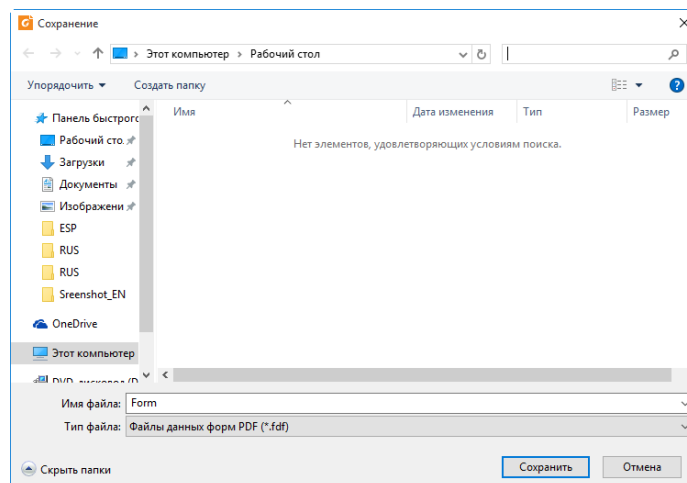 Сохранение
Этот компьютер > Рабочий стол
Упорядочить Создать папку
Имя Дата изменения Тип Размер
Нет элементов, удовлетворяющих условиям поиска.
Панель быстрого
Рабочий сто.
Загрузки
Документы
Изображени
ESP
RUS
RUS
Sreenshot_EN
OneDrive
Этот компьютер
Имя файла: Form
Тип файла: Файлы данных форм PDF (*.fdf)
Скрыть папки Сохранить Отмена